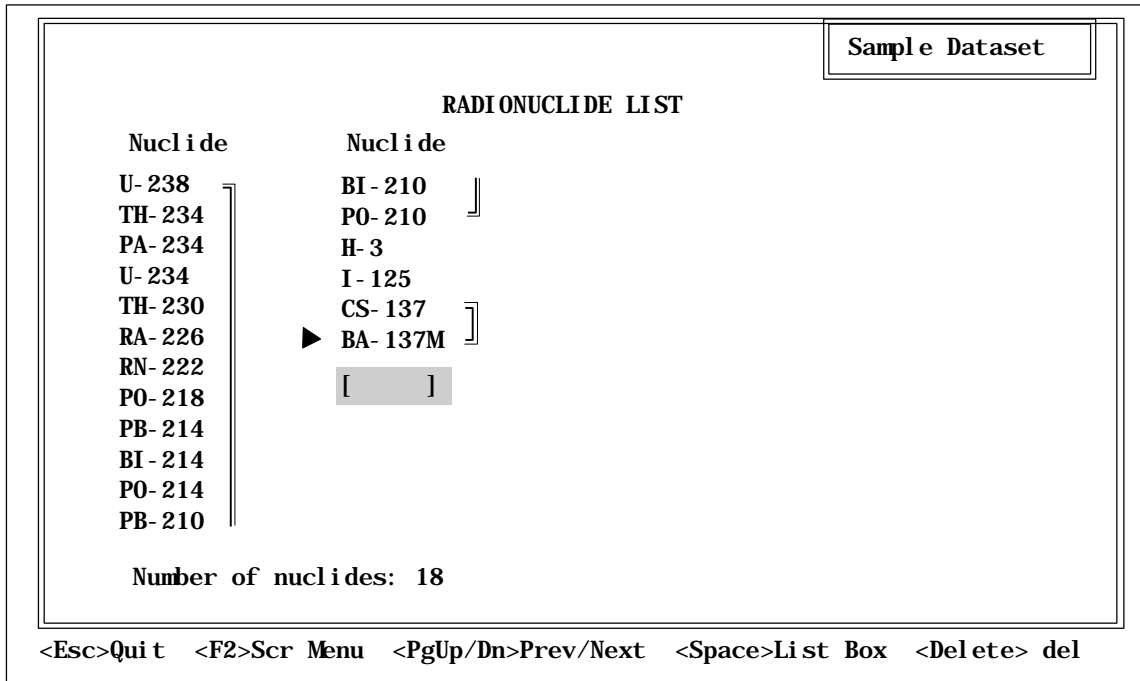 Sample Dataset
RADIONUCLIDE LIST
Nuclide Nuclide
U-238 BI-210
TH-234 PO-210
PA-234 H-3
U-234 I-125
TH-230 CS-137
RA-226 BA-137M
RN-222
PO-218 [ ]
PB-214
BI-214
PO-214
PB-210
Number of nuclides: 18
<Esc>Quit <F2>Scr Menu <PgUp/Dn>Prev/Next <Space>List Box <Delete> del